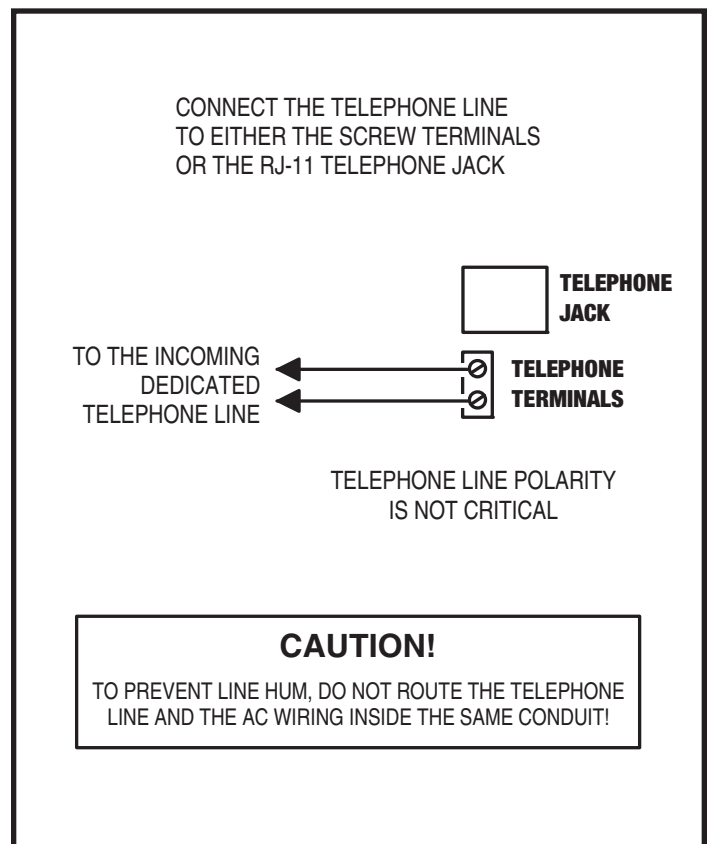 CONNECT THE TELEPHONE LINE
TO EITHER THE SCREW TERMINALS
OR THE RJ-11 TELEPHONE JACK
TELEPHONE
JACK
TO THE INCOMING
DEDICATED
TELEPHONE LINE
TELEPHONE
TERMINALS
TELEPHONE LINE POLARITY
IS NOT CRITICAL
CAUTION!
TO PREVENT LINE HUM, DO NOT ROUTE THE TELEPHONE
LINE AND THE AC WIRING INSIDE THE SAME CONDUIT!